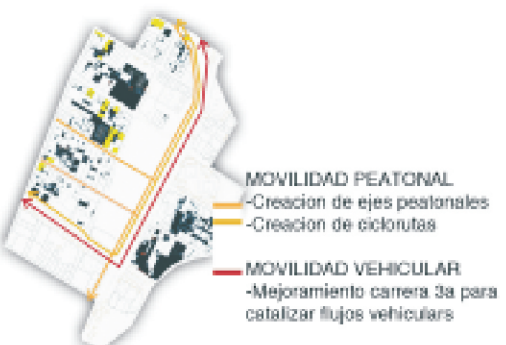 MOVILIDAD PEATONAL
-Creacion de ejes peatonales
-Creacion de ciclorutas
MOVILIDAD VEHICULAR
-Mejoramiento carrera 3a para
catalizar flujos vehiculars